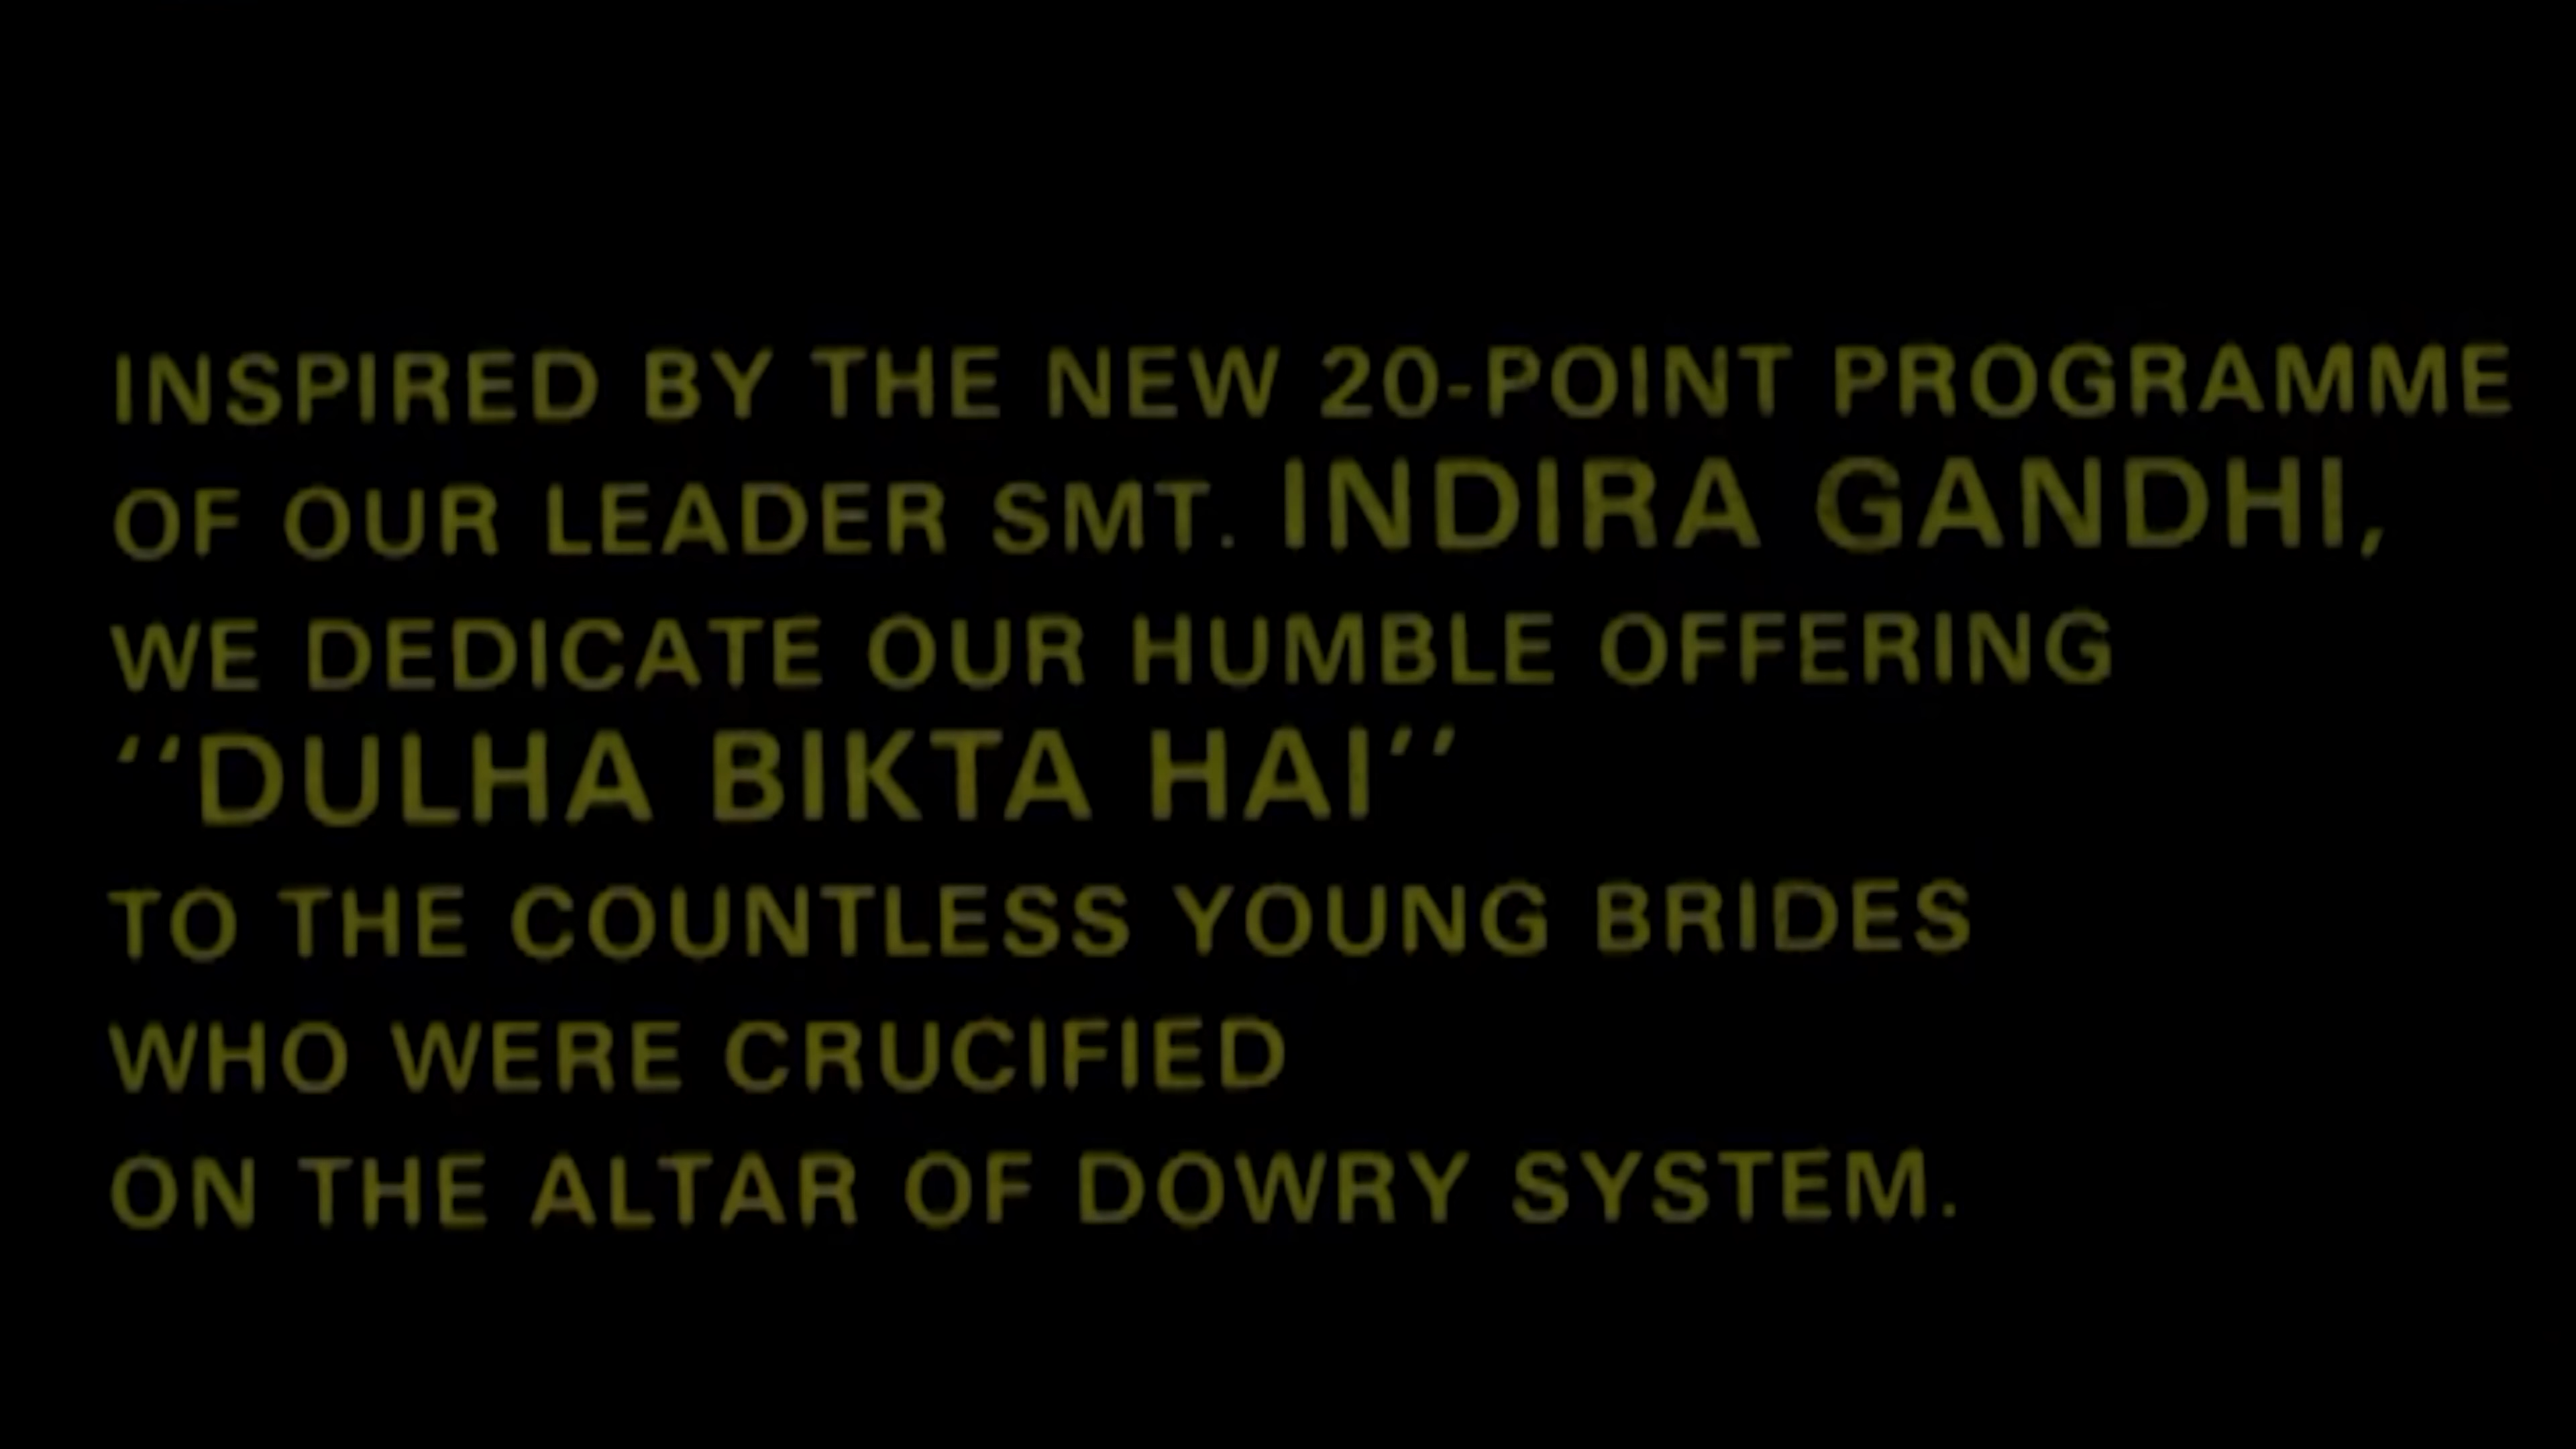 INSPIRED BY THE NEW 20-POINT PROGRAMME
OF OUR LEADER SMT. INDIRA GANDHI,
WE DEDICATE OUR HUMBLE OFFERING
‘‘DULHA BIKTA HAI’’
TO THE COUNTLESS YOUNG BRIDES
WHO WERE CRUCIFIED
ON THE ALTAR OF DOWRY SYSTEM.